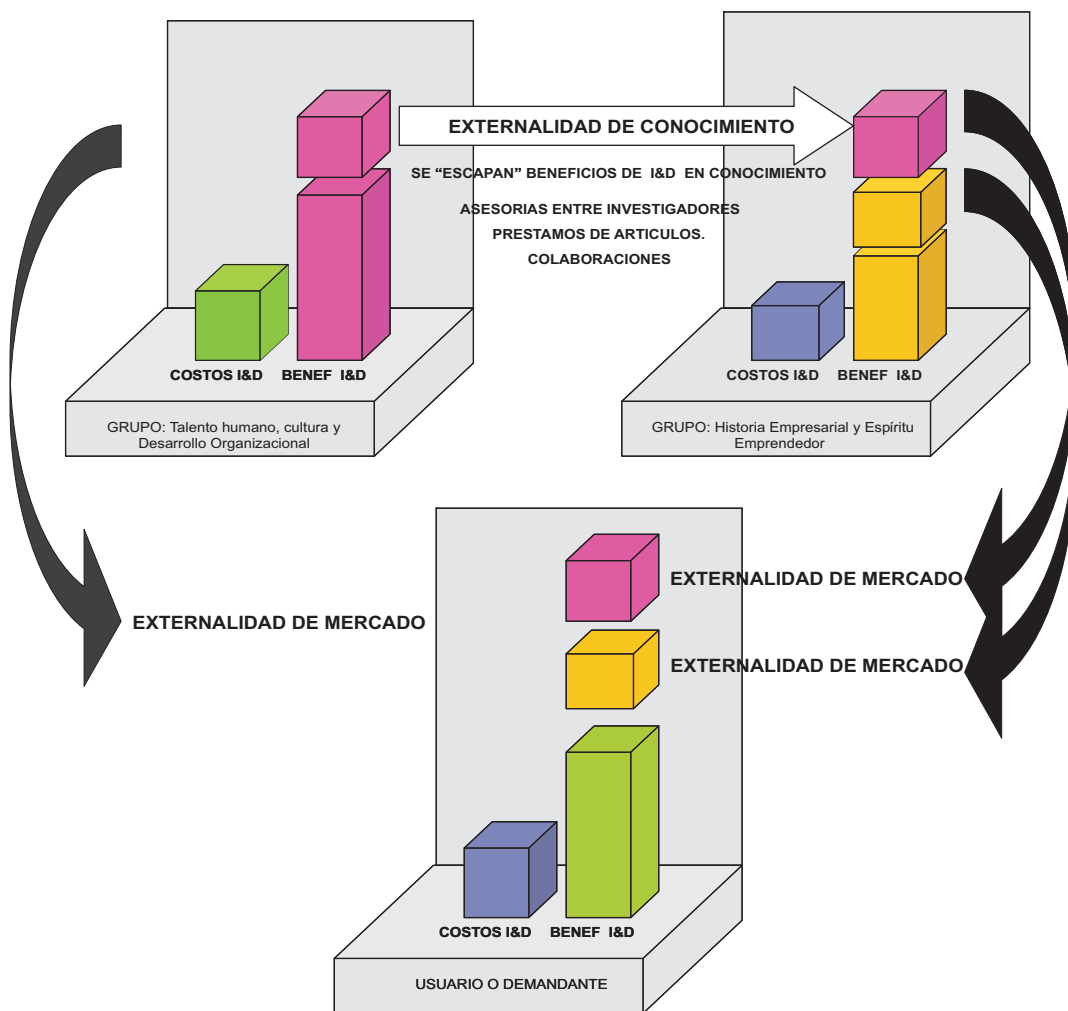 EXTERNALIDAD DE CONOCIMIENTO
SE “ESCAPAN” BENEFICIOS DE I&D EN CONOCIMIENTO
ASESORIAS ENTRE INVESTIGADORES
PRESTAMOS DE ARTICULOS.
COLABORACIONES
COSTOS I&D BENEF I&D
GRUPO: Talento humano, cultura y
Desarrollo Organizacional
COSTOS I&D BENEF I&D
GRUPO: Historia Empresarial y Espíritu
Emprendedor
EXTERNALIDAD DE MERCADO
EXTERNALIDAD DE MERCADO
EXTERNALIDAD DE MERCADO
COSTOS I&D BENEF I&D
USUARIO O DEMANDANTE